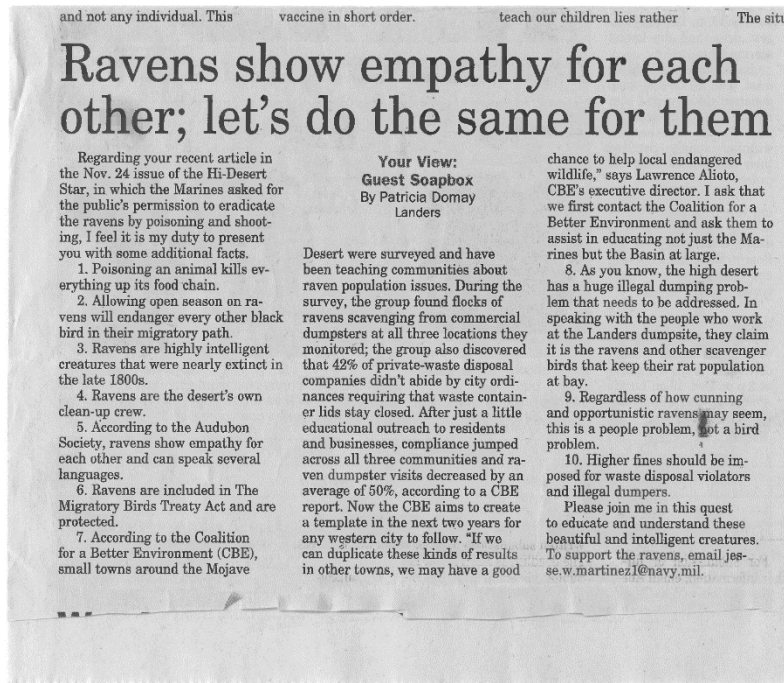 and not any individual. This
vaccine in short order.
teach our children lies rather
The situ
Ravens show empathy for each
other; let's do the same for them
Regarding your recent article in
the Nov. 24 issue of the Hi-Desert
Star, in which the Marines asked for
the public's permission to eradicate
the ravens by poisoning and shoot-
ing, I feel it is my duty to present
you with some additional facts.
1. Poisoning an animal kills ev-
erything up its food chain.
2. Allowing open season on ra-
vens will endanger every other black
bird in their migratory path.
3. Ravens are highly intelligent
creatures that were nearly extinct in
the late 1800s.
4. Ravens are the desert's own
clean-up crew.
5. According to the Audubon
Society, ravens show empathy for
each other and can speak several
languages.
6. Ravens are included in The
Migratory Birds Treaty Act and are
protected.
7. According to the Coalition
for a Better Environment (CBE),
small towns around the Mojave
Your View:
Guest Soapbox
By Patricia Domay
Landers
Desert were surveyed and have
been teaching communities about
raven population issues. During the
survey, the group found flocks of
ravens scavenging from commercial
dumpsters at all three locations they
monitored; the group also discovered
that 42% of private-waste disposal
companies didn't abide by city ordi-
nances requiring that waste contain-
er lids stay closed. After just a little
educational outreach to residents
and businesses, compliance jumped
across all three communities and ra-
ven dumpster visits decreased by an
average of 50%, according to a CBE
report. Now the CBE aims to create
a template in the next two years for
any western city to follow. "If we
can duplicate these kinds of results
in other towns, we may have a good
chance to help local endangered
wildlife," says Lawrence Alioto,
CBE's executive director. I ask that
we first contact the Coalition for a
Better Environment and ask them to
assist in educating not just the Ma-
rines but the Basin at large.
8. As you know, the high desert
has a huge illegal dumping prob-
lem that needs to be addressed. In
speaking with the people who work
at the Landers dumpsite, they claim
it is the ravens and other scavenger
birds that keep their rat population
at bay.
9. Regardless of how cunning
and opportunistic ravens may seem,
this is a people problem, not a bird
problem.
10. Higher fines should be im-
posed for waste disposal violators
and illegal dumpers.
Please join me in this quest
to educate and understand these
beautiful and intelligent creatures.
To support the ravens, email jes-
se.w.martinez1@navy.mil.